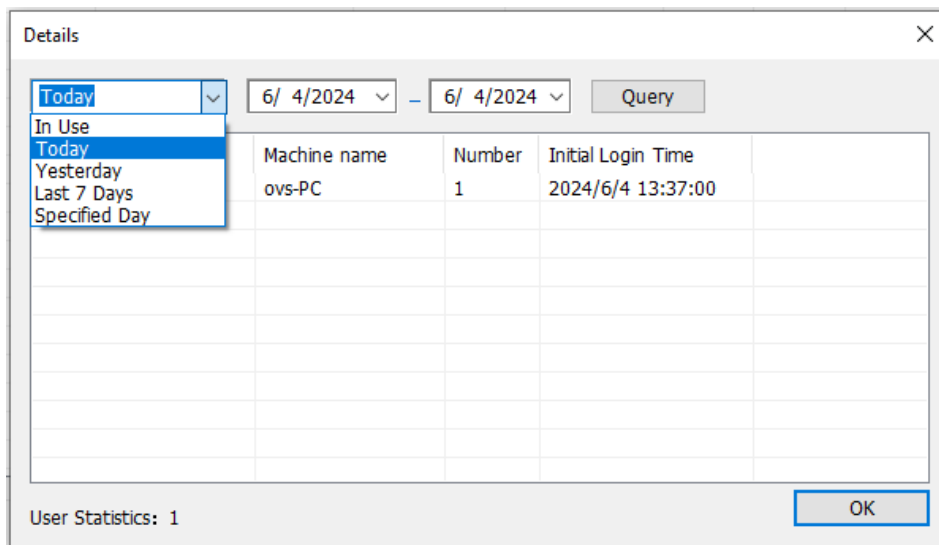 Details
Today 6/ 4/2024 – 6/ 4/2024 Query
In Use
Today
Yesterday
Last 7 Days
Specified Day
Machine name Number Initial Login Time
ovs-PC 1 2024/6/4 13:37:00
User Statistics: 1
OK